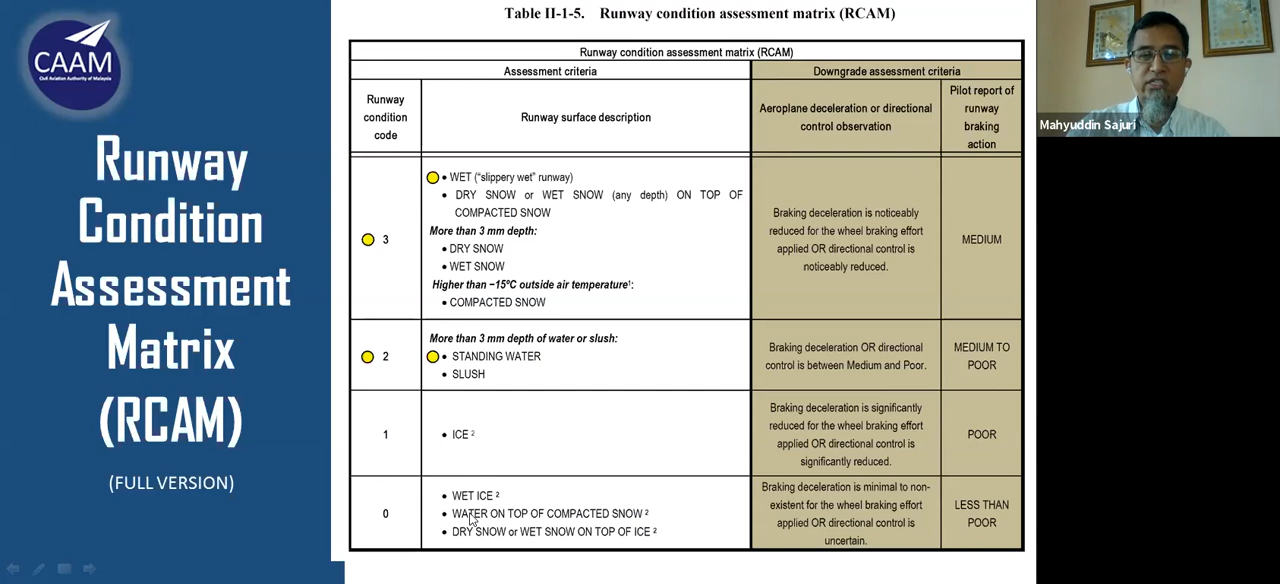 CAAM
Civil Aviation Authority of Malaysia
Runway
Condition
Assessment
Matrix
(RCAM)
(FULL VERSION)
Table II-1-5. Runway condition assessment matrix (RCAM)
Runway condition assessment matrix (RCAM)
Assessment criteria
Downgrade assessment criteria
Runway
condition
code
Runway surface description
Aeroplane deceleration or directional
control observation
Pilot report of
runway
braking
action
3
• WET ("slippery wet" runway)
• DRY SNOW or WET SNOW (any depth) ON TOP OF
COMPACTED SNOW
More than 3 mm depth:
• DRY SNOW
• WET SNOW
Higher than −15ºC outside air temperature¹:
• COMPACTED SNOW
Braking deceleration is noticeably
reduced for the wheel braking effort
applied OR directional control is
noticeably reduced.
MEDIUM
2
More than 3 mm depth of water or slush:
• STANDING WATER
• SLUSH
Braking deceleration OR directional
control is between Medium and Poor.
MEDIUM TO
POOR
1
• ICE ²
Braking deceleration is significantly
reduced for the wheel braking effort
applied OR directional control is
significantly reduced.
POOR
0
• WET ICE ²
• WATER ON TOP OF COMPACTED SNOW ²
• DRY SNOW or WET SNOW ON TOP OF ICE ²
Braking deceleration is minimal to non-
existent for the wheel braking effort
applied OR directional control is
uncertain.
LESS THAN
POOR
Mahyuddin Sajuri